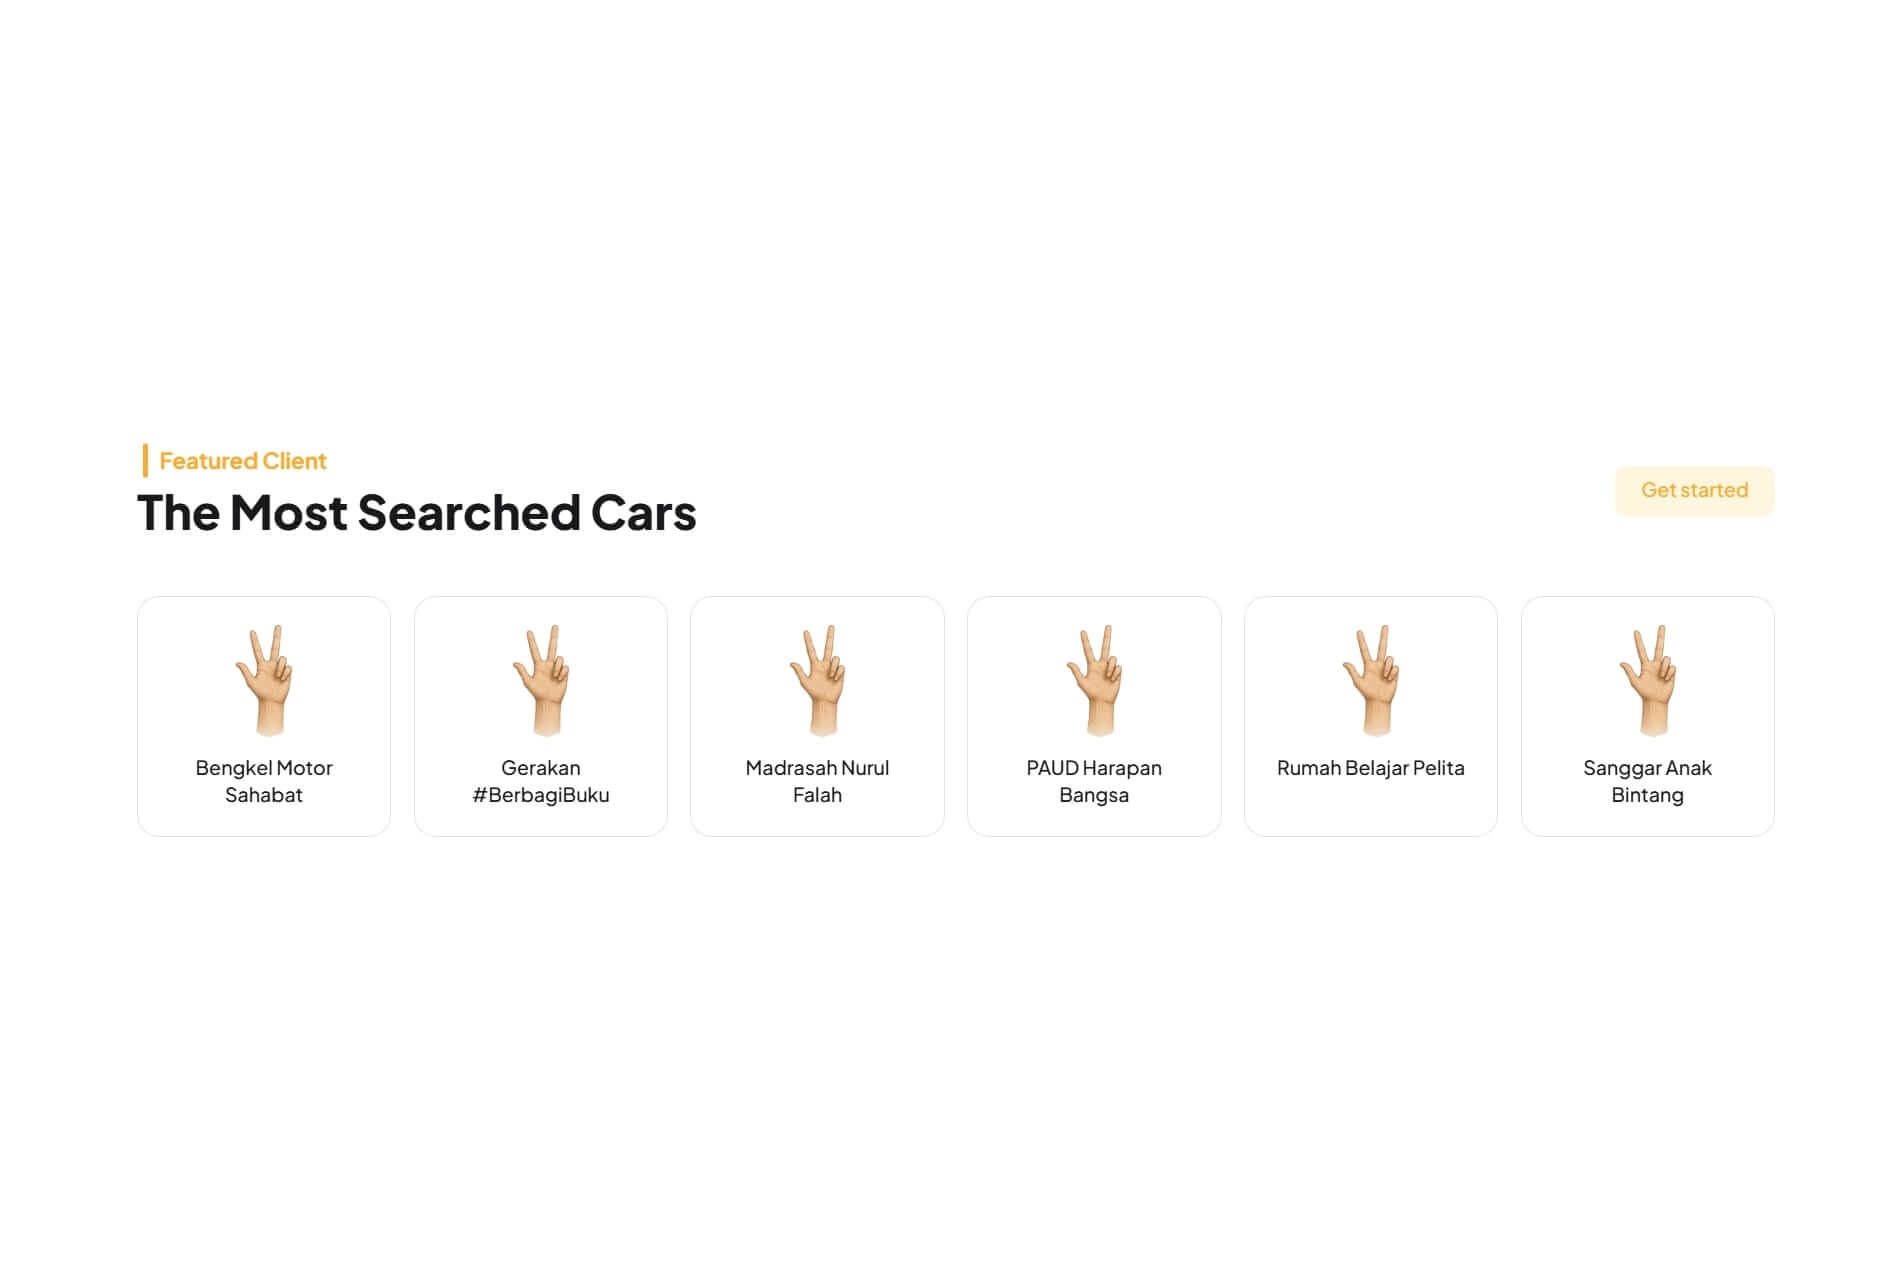 Featured Client
The Most Searched Cars
Get started
Bengkel Motor
Sahabat
Gerakan
#BerbagiBuku
Madrasah Nurul
Falah
PAUD Harapan
Bangsa
Rumah Belajar Pelita
Sanggar Anak
Bintang